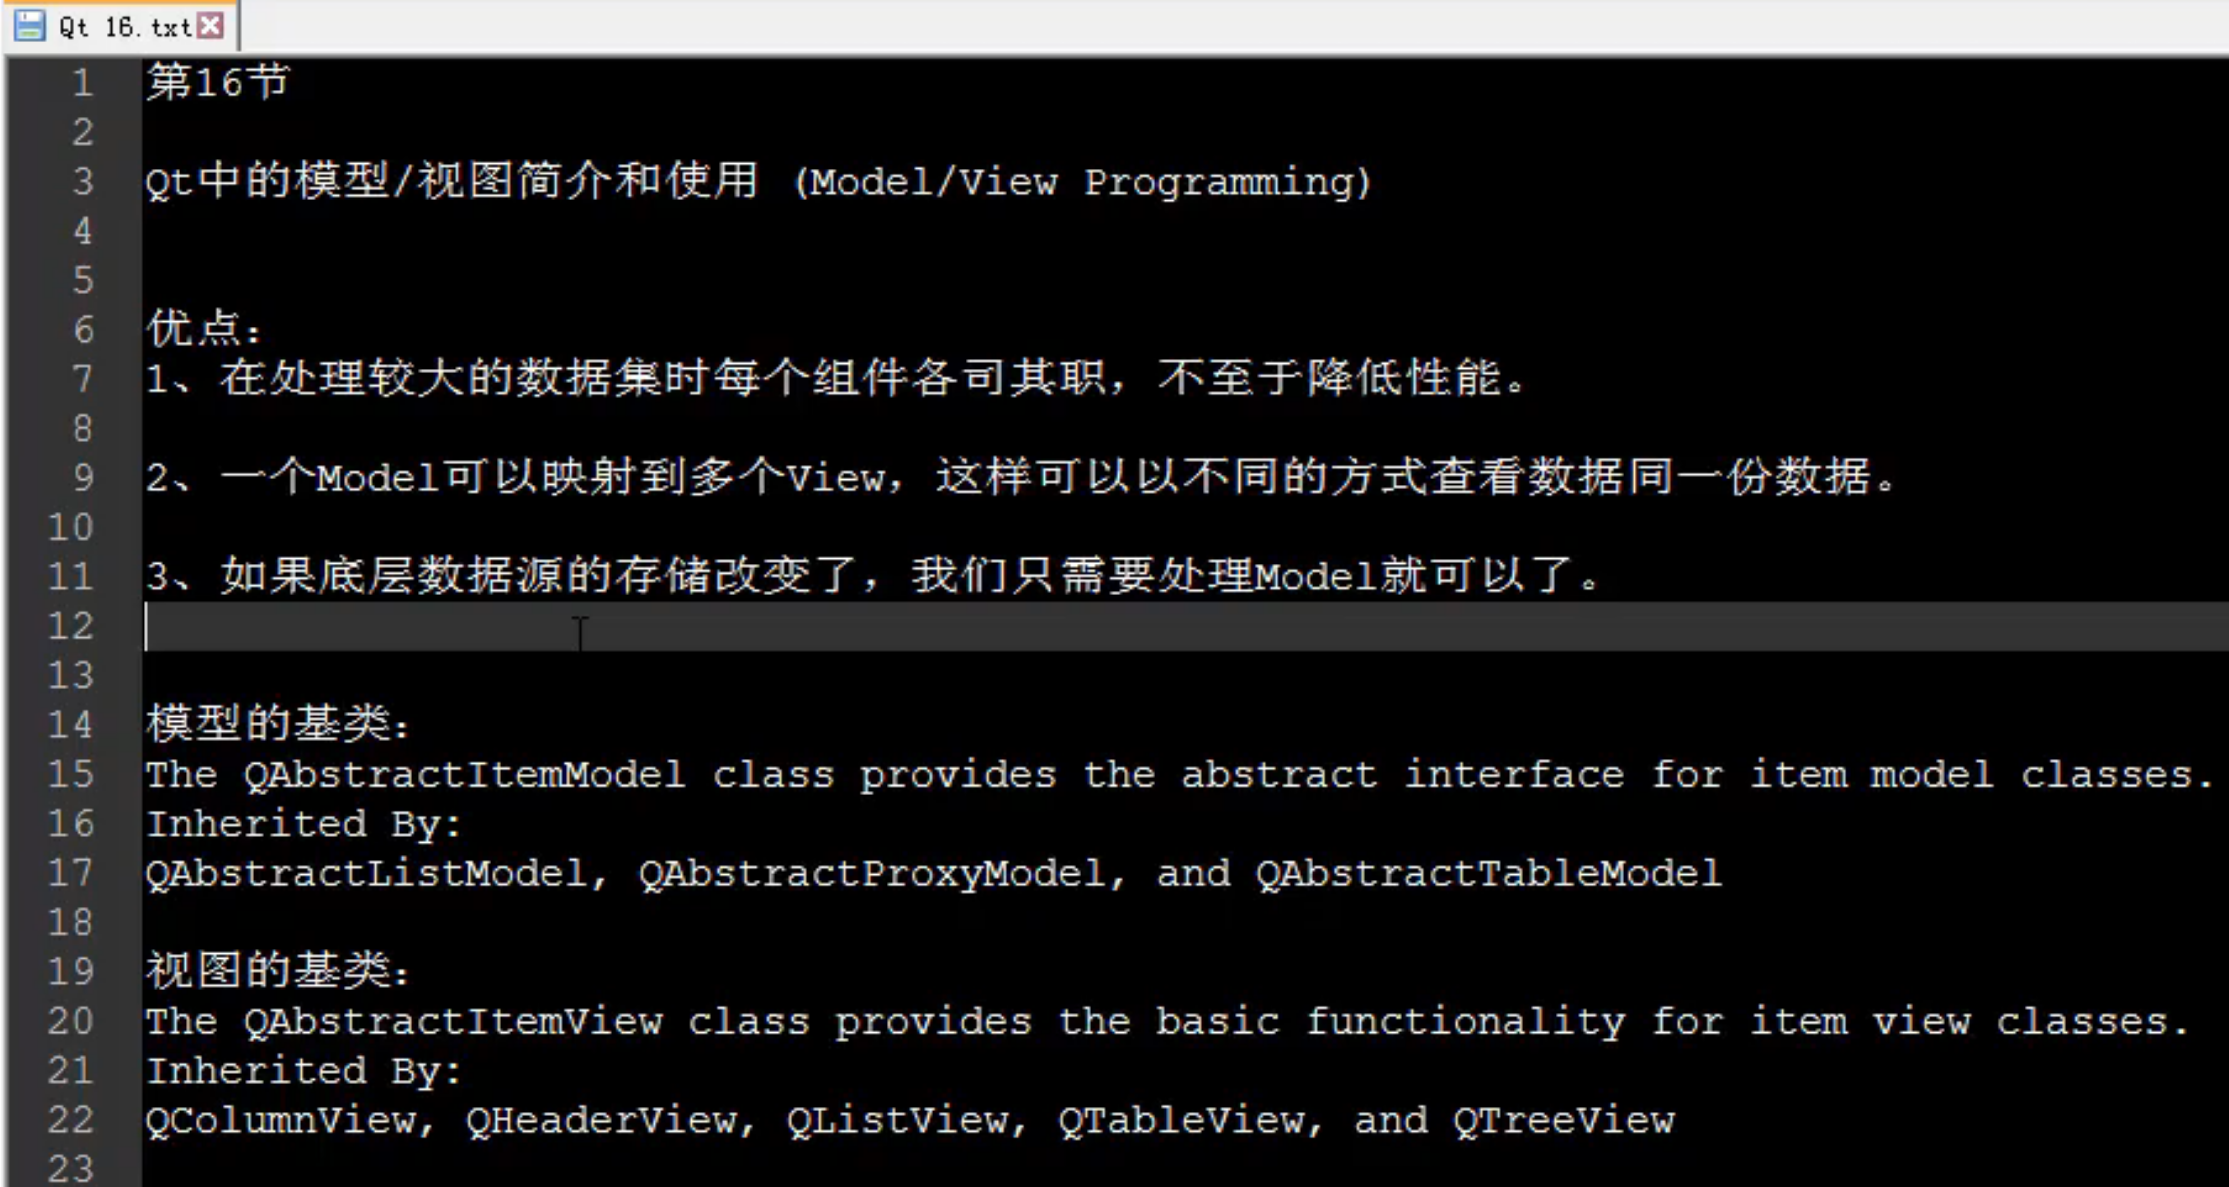 Qt 16.txt
1 第16节
2
3 Qt中的模型/视图简介和使用 (Model/View Programming)
4
5
6 优点:
7 1、在处理较大的数据集时每个组件各司其职，不至于降低性能。
8
9 2、一个Model可以映射到多个View，这样可以以不同的方式查看数据同一份数据。
10
11 3、如果底层数据源的存储改变了，我们只需要处理Model就可以了。
12
13
14 模型的基类:
15 The QAbstractItemModel class provides the abstract interface for item model classes.
16 Inherited By:
17 QAbstractListModel, QAbstractProxyModel, and QAbstractTableModel
18
19 视图的基类:
20 The QAbstractItemView class provides the basic functionality for item view classes.
21 Inherited By:
22 QColumnView, QHeaderView, QListView, QTableView, and QTreeView
23